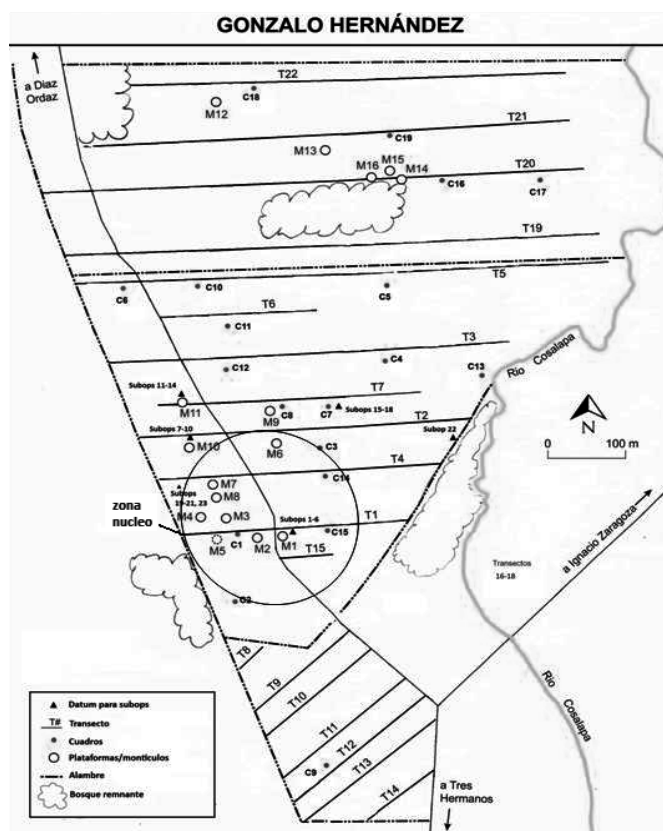 GONZALO HERNÁNDEZ
a Diaz
Ordaz
T22
C18
M12
T21
C19
M13
M15
M16
M14
T20
C16
C17
T19
T5
C6
C10
C5
T6
C11
T3
C12
C4
C13
Rio Cosalapa
Subops 11-14
T7
M11
M9
C8
C7
Subops 15-18
T2
Subops 7-10
Subop 22
M10
M6
C3
0 100 m
T4
C14
M7
Subops
19-21, 23
M8
zona
nucleo
M4
M3
T1
Subops 1-6
C1
C15
M5
M2
M1
T15
a Ignacio Zaragoza
Transectos
16-18
C2
T8
T9
T10
T11
T12
C9
T13
T14
Rio Cosalapa
a Tres
Hermanos
Datum para subops
T# Transecto
Cuadros
Plataformas/montículos
Alambre
Bosque remnante